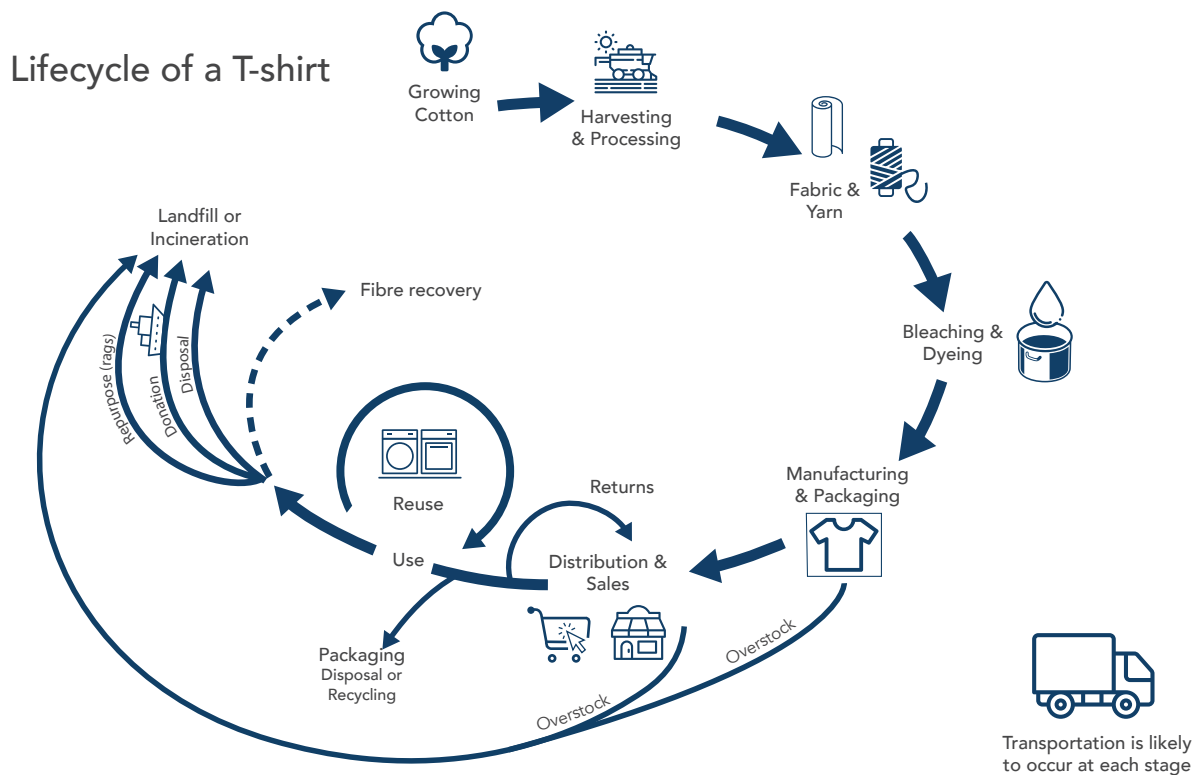 Lifecycle of a T-shirt
Growing
Cotton
Harvesting
& Processing
Fabric &
Yarn
Bleaching &
Dyeing
Manufacturing
& Packaging
Overstock
Distribution &
Sales
Overstock
Returns
Use
Reuse
Packaging
Disposal or
Recycling
Fibre recovery
Disposal
Donation
Repurpose (rags)
Landfill or
Incineration
Transportation is likely
to occur at each stage